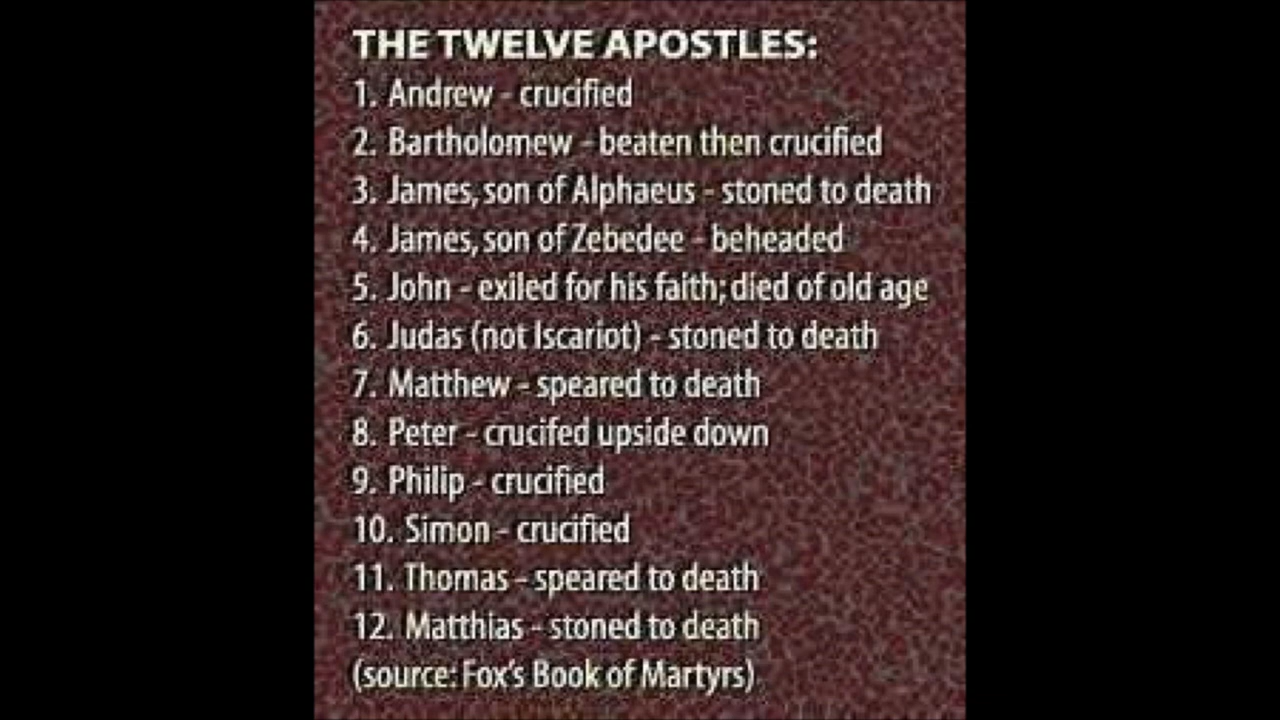 THE TWELVE APOSTLES:
1. Andrew - crucified
2. Bartholomew - beaten then crucified
3. James, son of Alphaeus - stoned to death
4. James, son of Zebedee - beheaded
5. John - exiled for his faith; died of old age
6. Judas (not Iscariot) - stoned to death
7. Matthew - speared to death
8. Peter - crucifed upside down
9. Philip - crucified
10. Simon - crucified
11. Thomas - speared to death
12. Matthias - stoned to death
(source: Fox's Book of Martyrs)